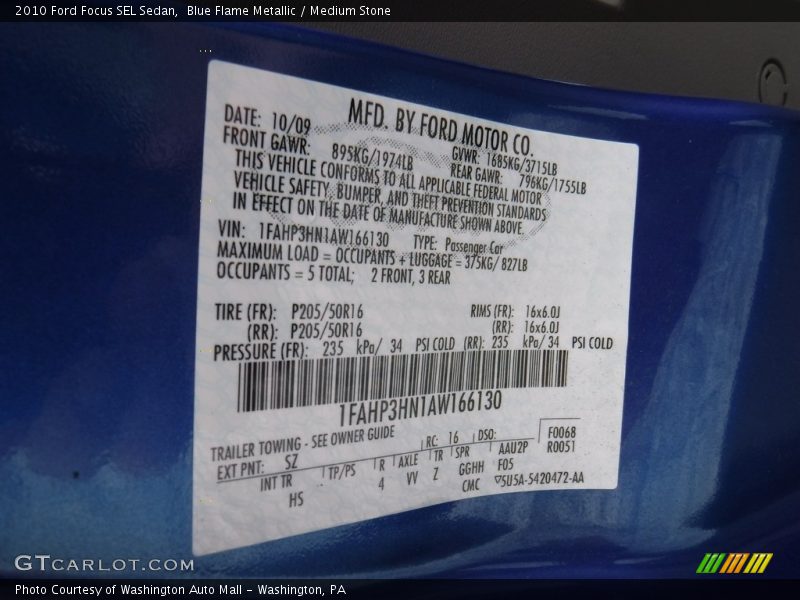 2010 Ford Focus SEL Sedan,  Blue Flame Metallic / Medium Stone
MFD. BY FORD MOTOR CO.
DATE: 10/09 GVWR: 1685KG/3715LB
FRONT GAWR: 895KG/1974LB REAR GAWR: 796KG/1755LB
THIS VEHICLE CONFORMS TO ALL APPLICABLE FEDERAL MOTOR
VEHICLE SAFETY, BUMPER, AND THEFT PREVENTION STANDARDS
IN EFFECT ON THE DATE OF MANUFACTURE SHOWN ABOVE.
VIN: 1FAHP3HN1AW166130 TYPE: Passenger Car
MAXIMUM LOAD = OCCUPANTS + LUGGAGE = 375KG/ 827LB
OCCUPANTS = 5 TOTAL; 2 FRONT, 3 REAR
TIRE (FR): P205/50R16 RIMS (FR): 16x6.0J
(RR): P205/50R16 (RR): 16x6.0J
PRESSURE (FR): 235 kPa/ 34 PSI COLD (RR): 235 kPa/ 34 PSI COLD
1FAHP3HN1AW166130
TRAILER TOWING - SEE OWNER GUIDE RC: 16 DSO: F0068
EXT PNT: SZ AAU2P R0051
INT TR TP/PS R AXLE TR SPR F05
HS 4 VV Z GGHH CMC ▽5U5A-5420472-AA
GTCARLOT.COM
Photo Courtesy of Washington Auto Mall - Washington, PA